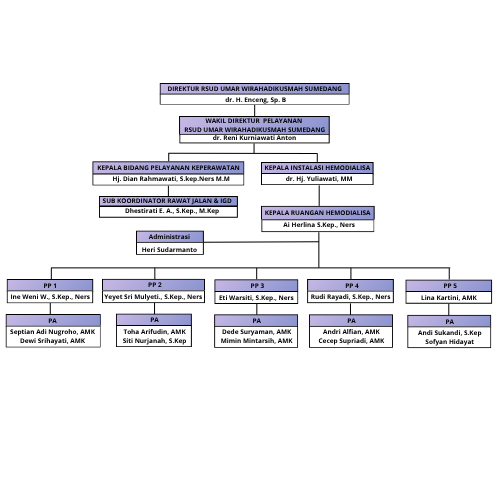 DIREKTUR RSUD UMAR WIRAHADIKUSMAH SUMEDANG
dr. H. Enceng, Sp. B
WAKIL DIREKTUR PELAYANAN
RSUD UMAR WIRAHADIKUSMAH SUMEDANG
dr. Reni Kurniawati Anton
KEPALA BIDANG PELAYANAN KEPERAWATAN
Hj. Dian Rahmawati, S.kep.Ners M.M
KEPALA INSTALASI HEMODIALISA
dr. Hj. Yuliawati, MM
SUB KOORDINATOR RAWAT JALAN & IGD
Dhestirati E. A., S.Kep., M.Kep
KEPALA RUANGAN HEMODIALISA
Ai Herlina S.Kep., Ners
Administrasi
Heri Sudarmanto
PP 1
Ine Weni W., S.Kep., Ners
PP 2
Yeyet Sri Mulyeti., S.Kep., Ners
PP 3
Eti Warsiti, S.Kep., Ners
PP 4
Rudi Rayadi, S.Kep., Ners
PP 5
Lina Kartini, AMK
PA
Septian Adi Nugroho, AMK
Dewi Srihayati, AMK
PA
Toha Arifudin, AMK
Siti Nurjanah, S.Kep
PA
Dede Suryaman, AMK
Mimin Mintarsih, AMK
PA
Andri Alfian, AMK
Cecep Supriadi, AMK
PA
Andi Sukandi, S.Kep
Sofyan Hidayat